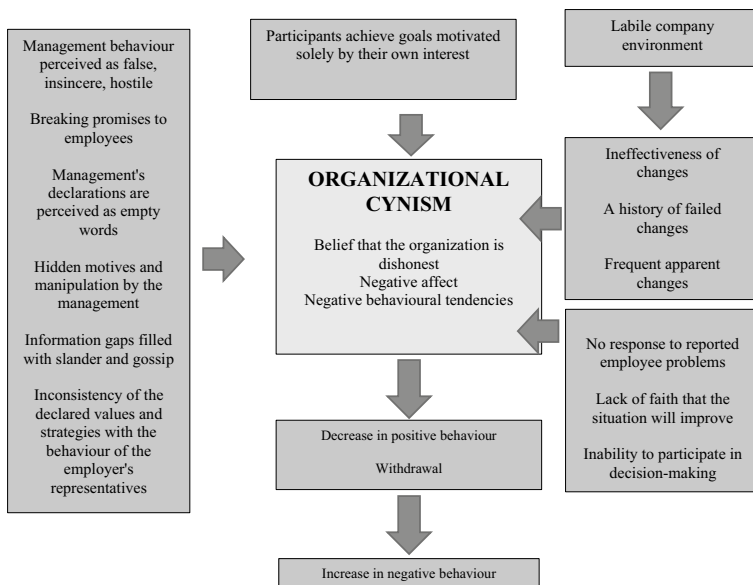 Management behaviour
perceived as false,
insincere, hostile
Breaking promises to
employees
Management's
declarations are
perceived as empty
words
Hidden motives and
manipulation by the
management
Information gaps filled
with slander and gossip
Inconsistency of the
declared values and
strategies with the
behaviour of the
employer's
representatives
Participants achieve goals motivated
solely by their own interest
ORGANIZATIONAL
CYNISM
Belief that the organization is
dishonest
Negative affect
Negative behavioural tendencies
Decrease in positive behaviour
Withdrawal
Increase in negative behaviour
Labile company
environment
Ineffectiveness of
changes
A history of failed
changes
Frequent apparent
changes
No response to reported
employee problems
Lack of faith that the
situation will improve
Inability to participate in
decision-making